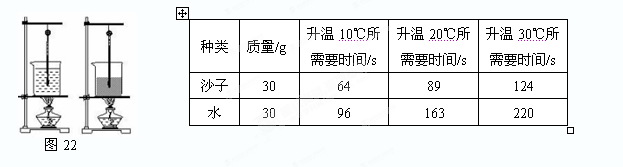 种类 质量/g 升温 10℃所需要时间/s 升温 20℃所需要时间/s 升温 30℃所需要时间/s
沙子 30 64 89 124
水 30 96 163 220
图 22